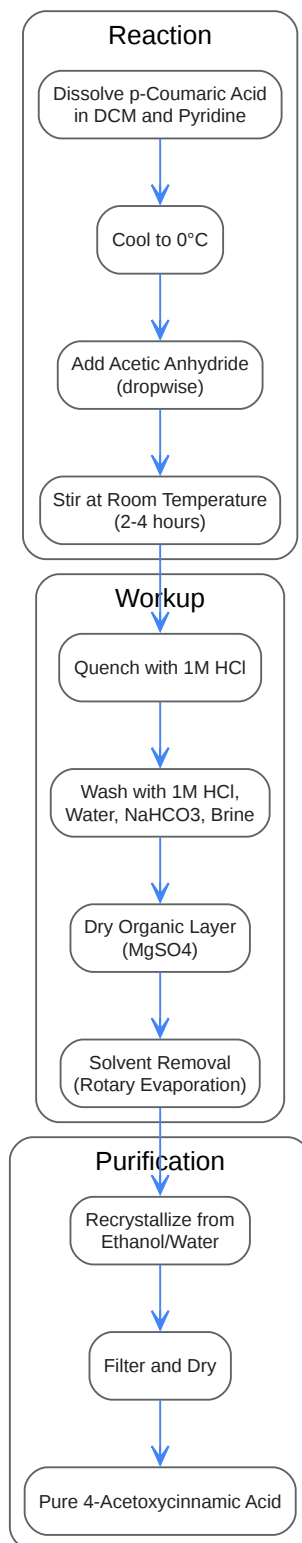 Reaction
Dissolve p-Coumaric Acid
in DCM and Pyridine
Cool to 0°C
Add Acetic Anhydride
(dropwise)
Stir at Room Temperature
(2-4 hours)
Workup
Quench with 1M HCl
Wash with 1M HCl,
Water, NaHCO3, Brine
Dry Organic Layer
(MgSO4)
Solvent Removal
(Rotary Evaporation)
Purification
Recrystallize from
Ethanol/Water
Filter and Dry
Pure 4-Acetoxycinnamic Acid